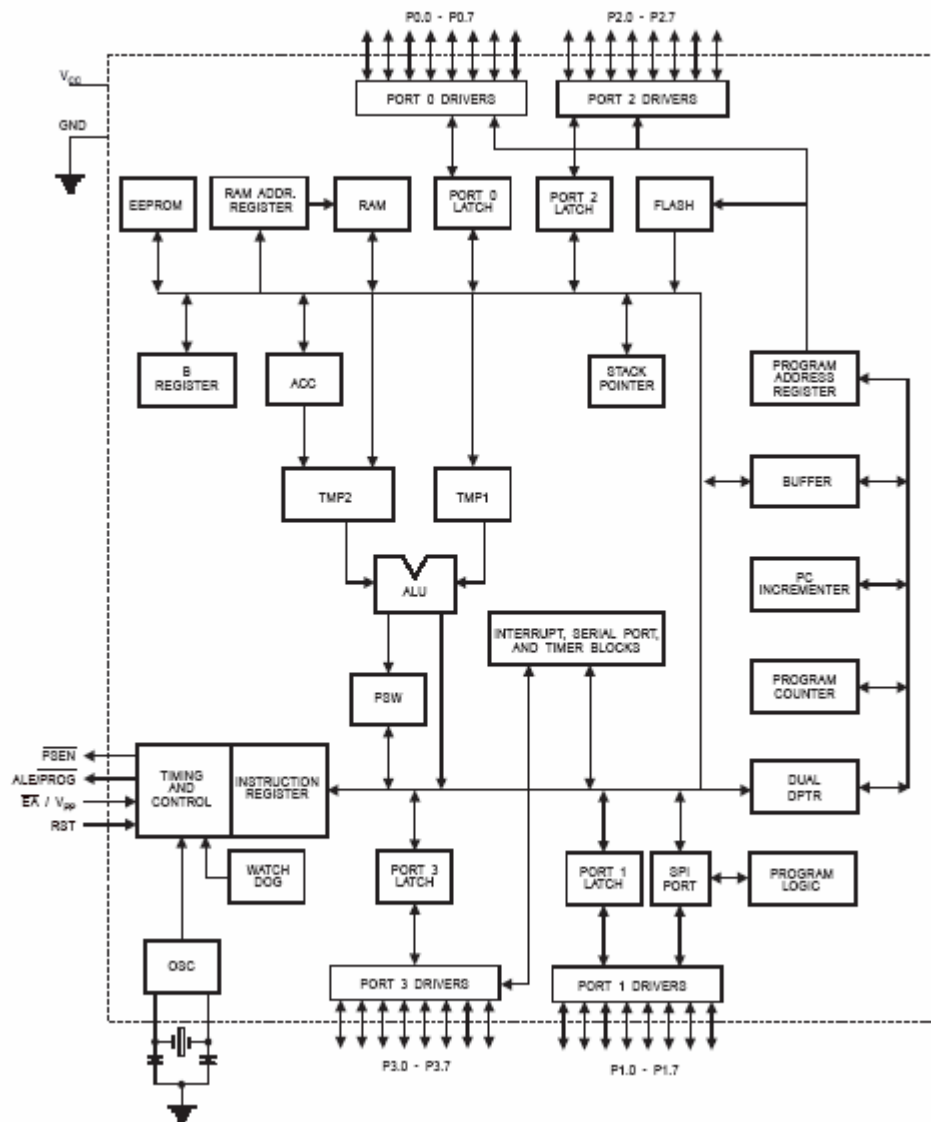 P0.0 - P0.7
P2.0 - P2.7
VCC
PORT 0 DRIVERS
PORT 2 DRIVERS
GND
EEPROM
RAM ADDR.
REGISTER
RAM
PORT 0
LATCH
PORT 2
LATCH
FLASH
B
REGISTER
ACC
STACK
POINTER
PROGRAM
ADDRESS
REGISTER
TMP2
TMP1
BUFFER
ALU
PC
INCREMENTER
INTERRUPT, SERIAL PORT,
AND TIMER BLOCKS
PSW
PROGRAM
COUNTER
PSEN
ALE/PROG
EA / VPP
RST
TIMING
AND
CONTROL
INSTRUCTION
REGISTER
DUAL
DPTR
WATCH
DOG
PORT 3
LATCH
PORT 1
LATCH
SPI
PORT
PROGRAM
LOGIC
OSC
PORT 3 DRIVERS
PORT 1 DRIVERS
P3.0 - P3.7
P1.0 - P1.7